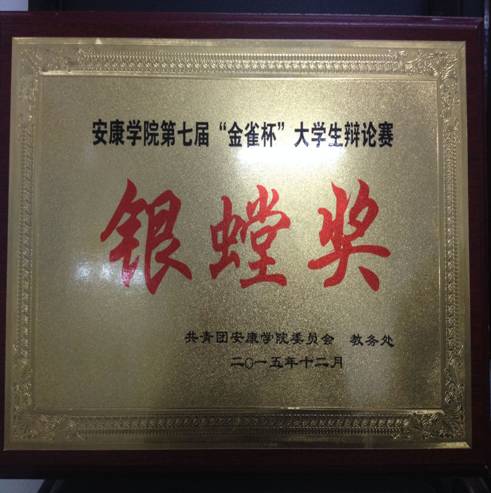 安康学院第七届“金雀杯”大学生辩论赛
银螳奖
共青团安康学院委员会 教务处
二〇一五年十二月